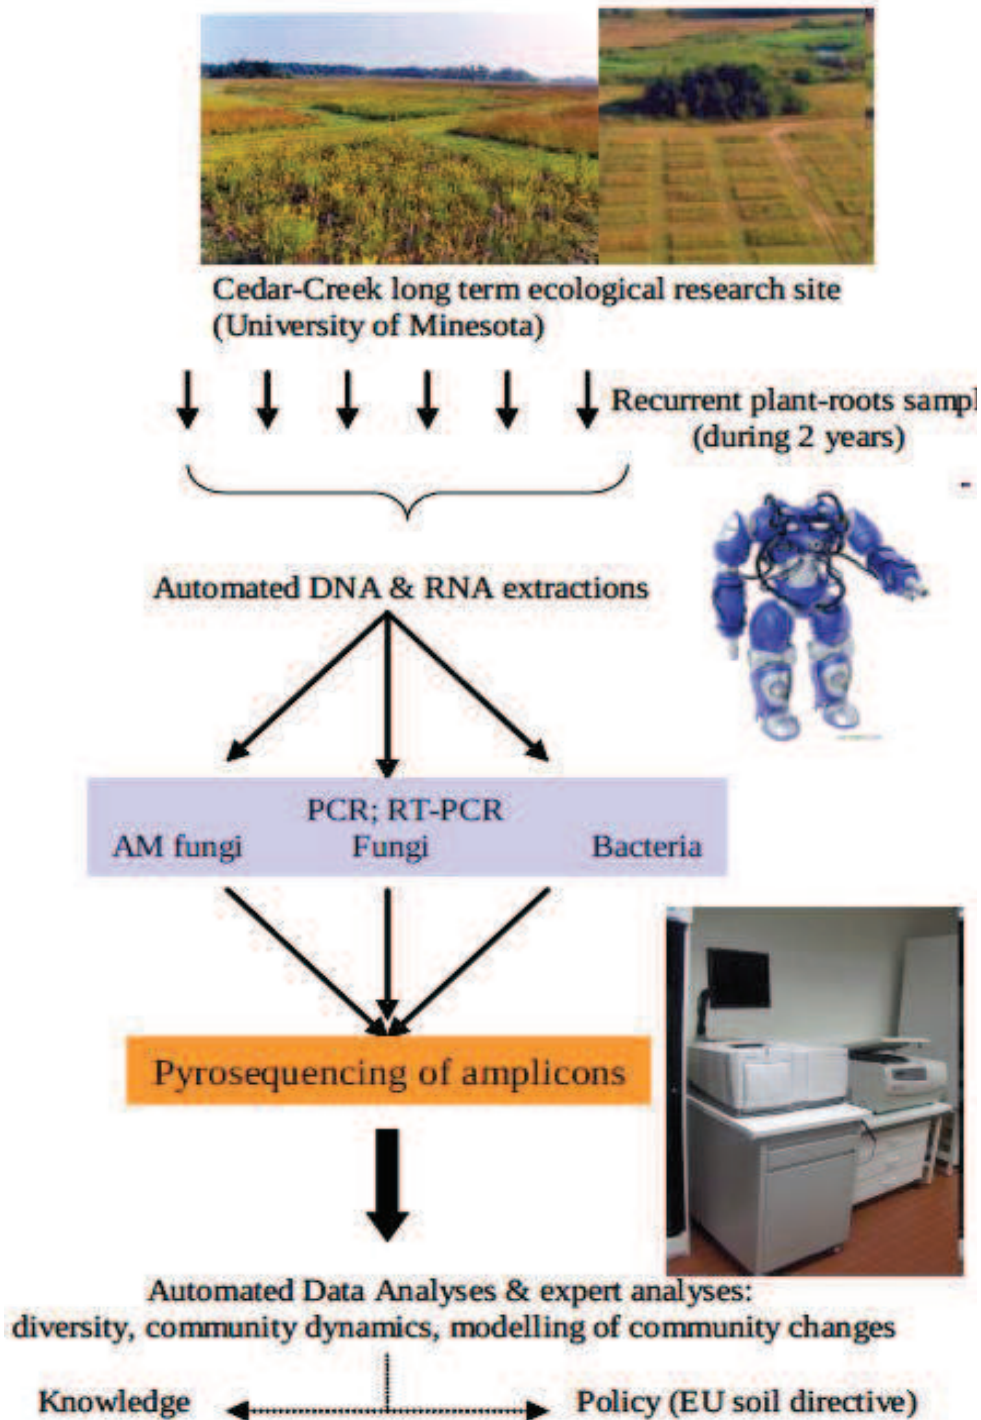 Cedar-Creek long term ecological research site
(University of Minesota)
Recurrent plant-roots sampl
(during 2 years)
-
Automated DNA & RNA extractions
PCR; RT-PCR
AM fungi Fungi Bacteria
Pyrosequencing of amplicons
Automated Data Analyses & expert analyses:
diversity, community dynamics, modelling of community changes
Knowledge Policy (EU soil directive)